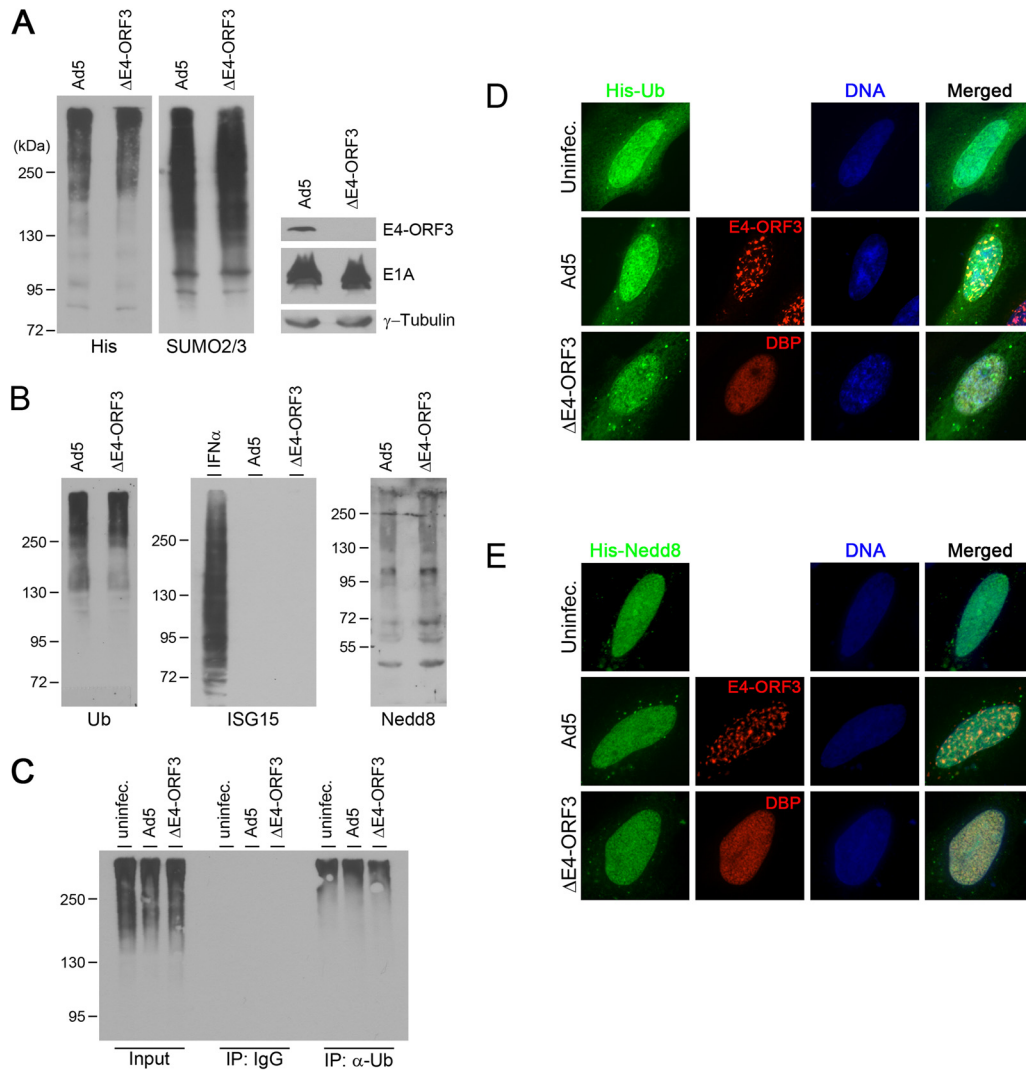 A
Ad5
ΔE4-ORF3
Ad5
ΔE4-ORF3
(kDa)
250
130
95
72
His
SUMO2/3
Ad5
ΔE4-ORF3
E4-ORF3
E1A
γ–Tubulin
B
Ad5
ΔE4-ORF3
250
130
95
72
Ub
IFNα
Ad5
ΔE4-ORF3
250
130
95
72
ISG15
Ad5
ΔE4-ORF3
250
130
95
72
55
Nedd8
C
uninfec.
Ad5
ΔE4-ORF3
uninfec.
Ad5
ΔE4-ORF3
uninfec.
Ad5
ΔE4-ORF3
250
130
95
Input
IP: IgG
IP: α-Ub
D
His-Ub
DNA
Merged
Uninfec.
Ad5
E4-ORF3
ΔE4-ORF3
DBP
E
His-Nedd8
DNA
Merged
Uninfec.
Ad5
E4-ORF3
ΔE4-ORF3
DBP